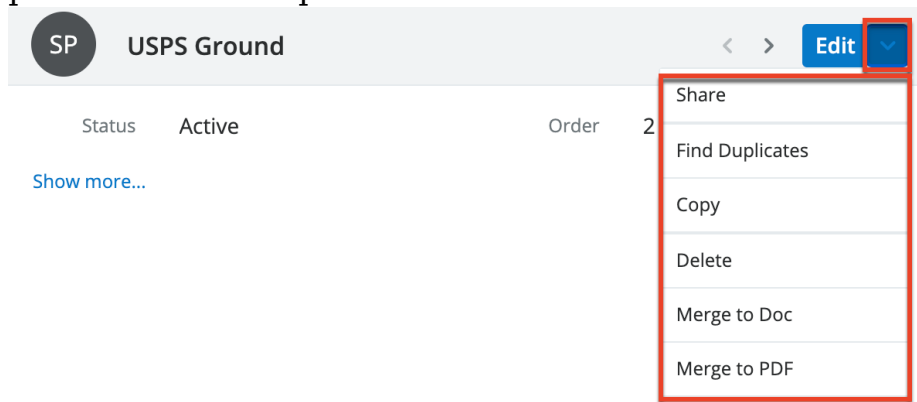 SP USPS Ground Edit
Share
Status Active Order 2
Find Duplicates
Show more...
Copy
Delete
Merge to Doc
Merge to PDF